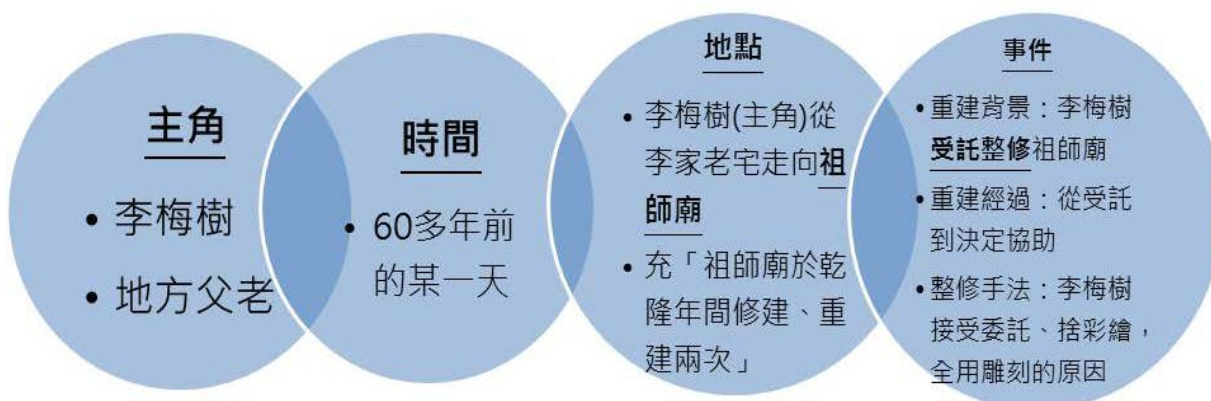 主角
• 李梅樹
• 地方父老
時間
• 60多年前
的某一天
地點
• 李梅樹(主角)從
李家老宅走向祖
師廟
• 充「祖師廟於乾
隆年間修建、重
建兩次」
事件
• 重建背景：李梅樹
受託整修祖師廟
• 重建經過：從受託
到決定協助
• 整修手法：李梅樹
接受委託、捨彩繪，
全用雕刻的原因